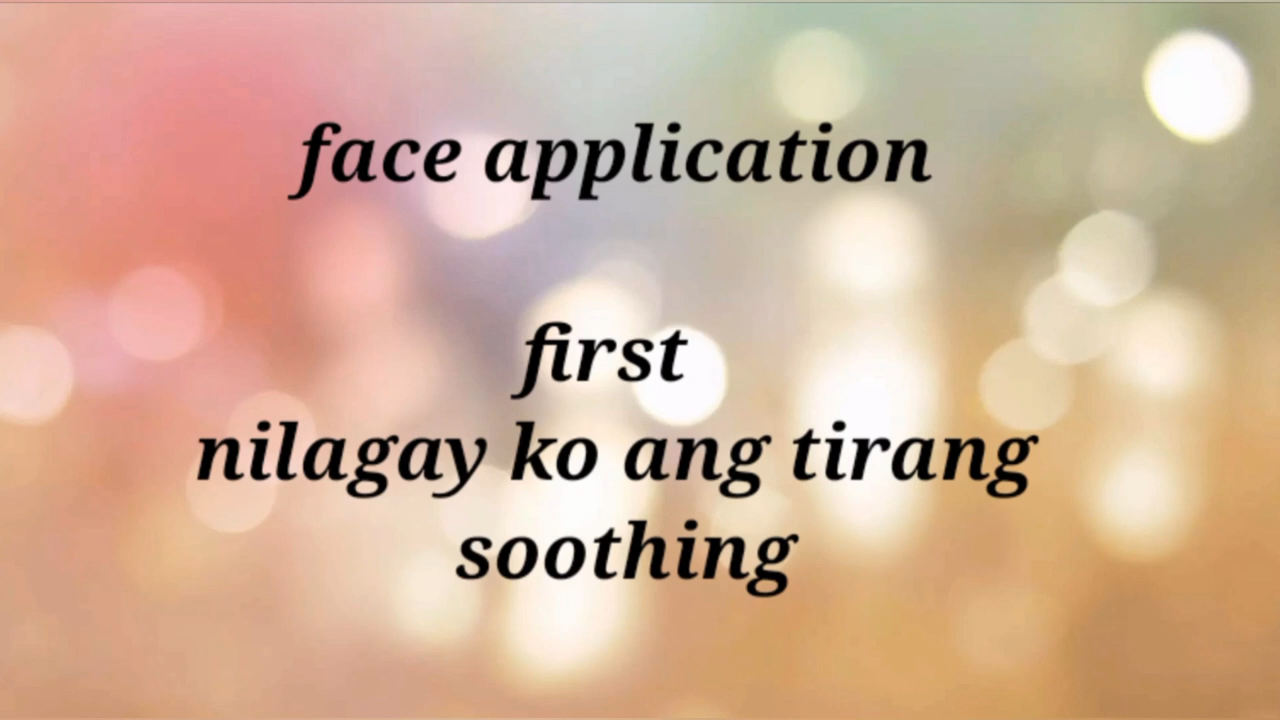 face application
first
nilagay ko ang tirang
soothing